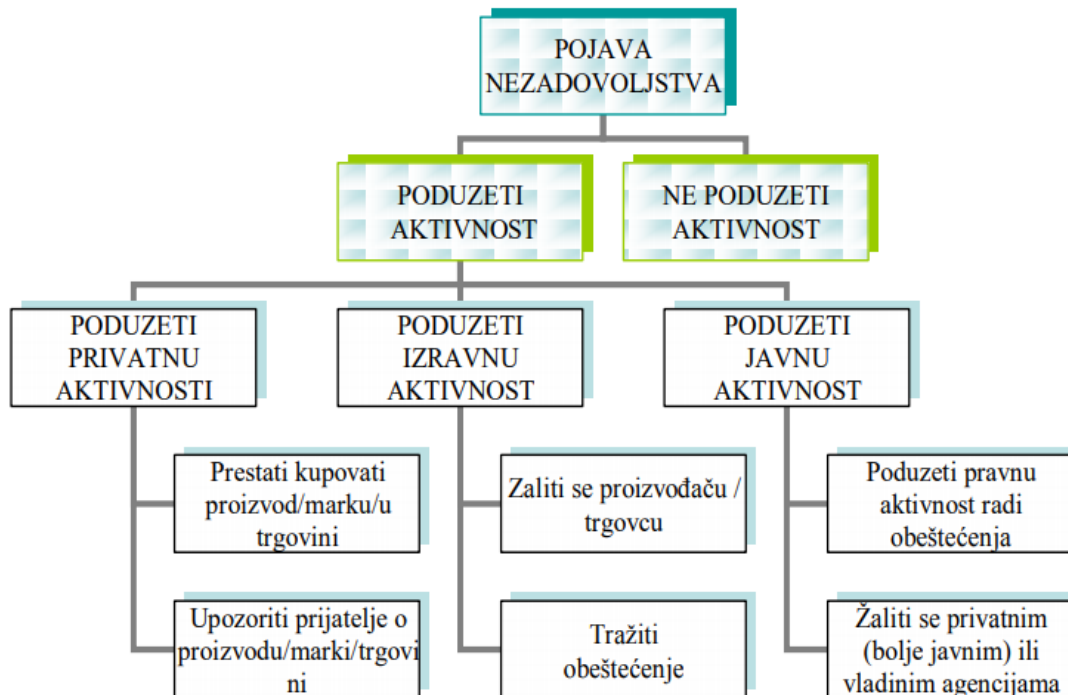 POJAVA
NEZADOVOLJSTVA
PODUZETI
AKTIVNOST
NE PODUZETI
AKTIVNOST
PODUZETI
PRIVATNU
AKTIVNOSTI
PODUZETI
IZRAVNU
AKTIVNOST
PODUZETI
JAVNU
AKTIVNOST
Prestati kupovati
proizvod/marku/u
trgovini
Zaliti se proizvođaču /
trgovcu
Poduzeti pravnu
aktivnost radi
obeštećenja
Upozoriti prijatelje o
proizvodu/marki/trgovi
ni
Tražiti
obeštećenje
Žaliti se privatnim
(bolje javnim) ili
vladinim agencijama